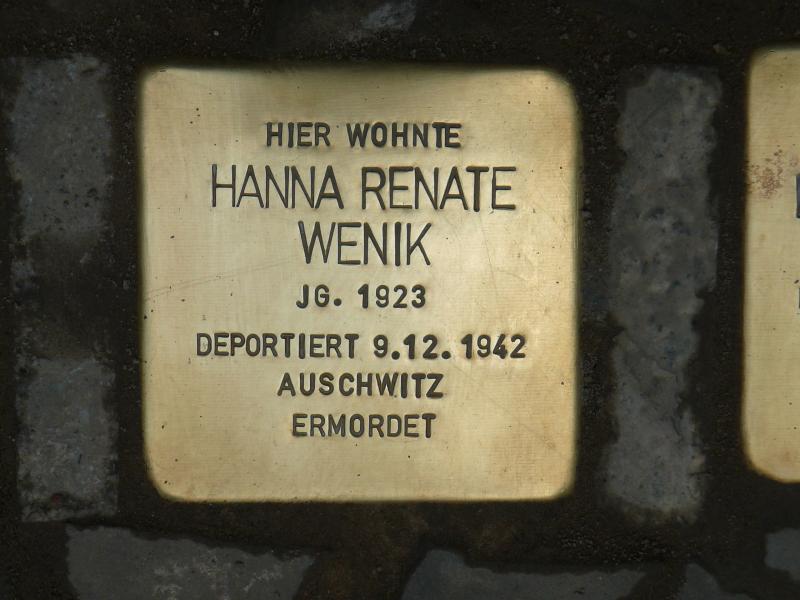 HIER WOHNTE
HANNA RENATE
WENIK
JG. 1923
DEPORTIERT 9.12.1942
AUSCHWITZ
ERMORDET